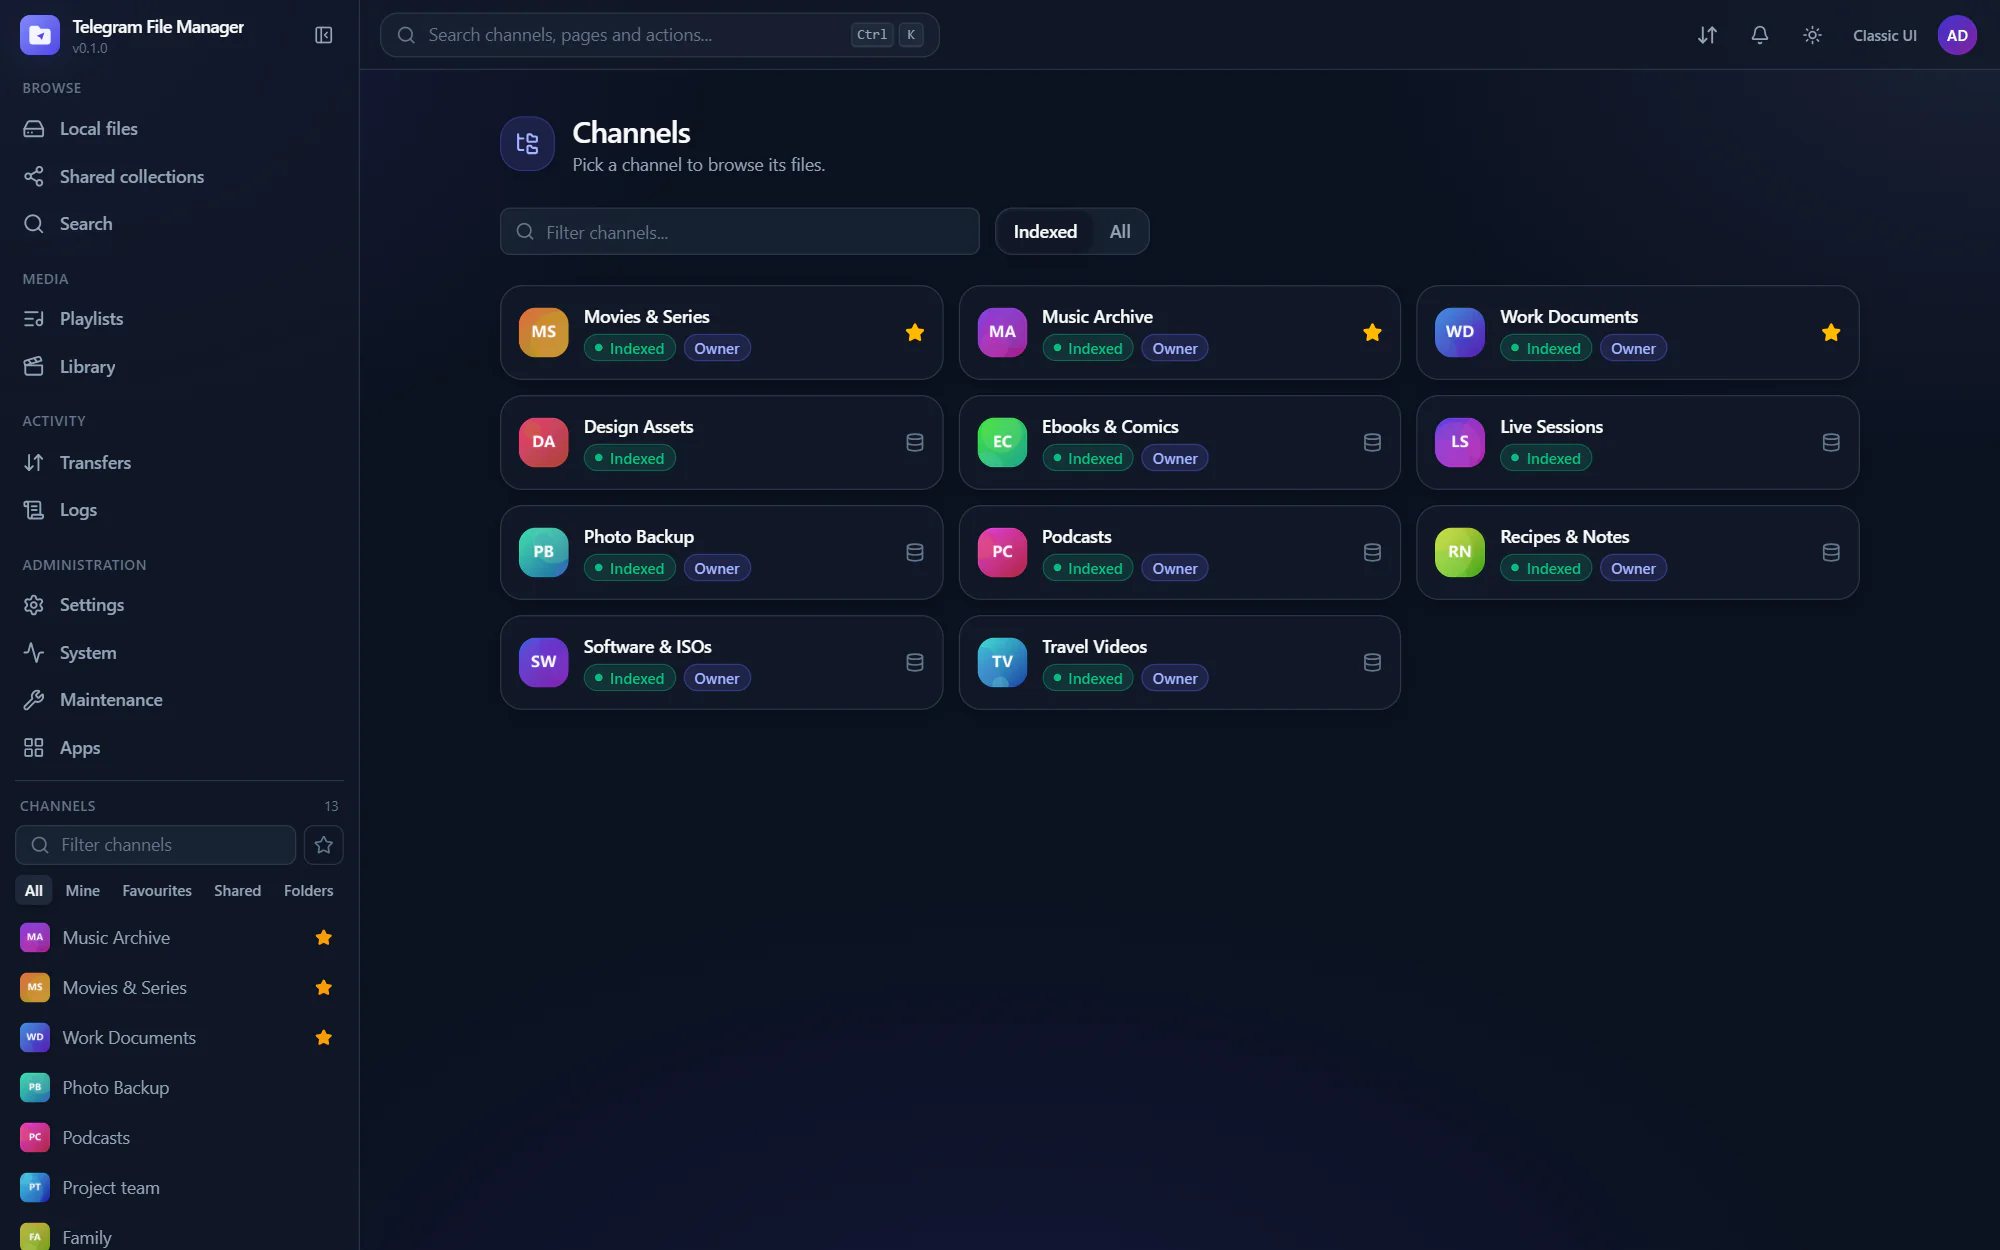 Telegram File Manager
v0.1.0
BROWSE
Local files
Shared collections
Search
MEDIA
Playlists
Library
ACTIVITY
Transfers
Logs
ADMINISTRATION
Settings
System
Maintenance
Apps
CHANNELS 13
Filter channels
All Mine Favourites Shared Folders
MA Music Archive
MS Movies & Series
WD Work Documents
PB Photo Backup
PC Podcasts
PT Project team
FA Family
Search channels, pages and actions... Ctrl K
Classic UI AD
Channels
Pick a channel to browse its files.
Filter channels... Indexed All
MS Movies & Series
Indexed Owner
MA Music Archive
Indexed Owner
WD Work Documents
Indexed Owner
DA Design Assets
Indexed
EC Ebooks & Comics
Indexed Owner
LS Live Sessions
Indexed
PB Photo Backup
Indexed Owner
PC Podcasts
Indexed Owner
RN Recipes & Notes
Indexed Owner
SW Software & ISOs
Indexed Owner
TV Travel Videos
Indexed Owner